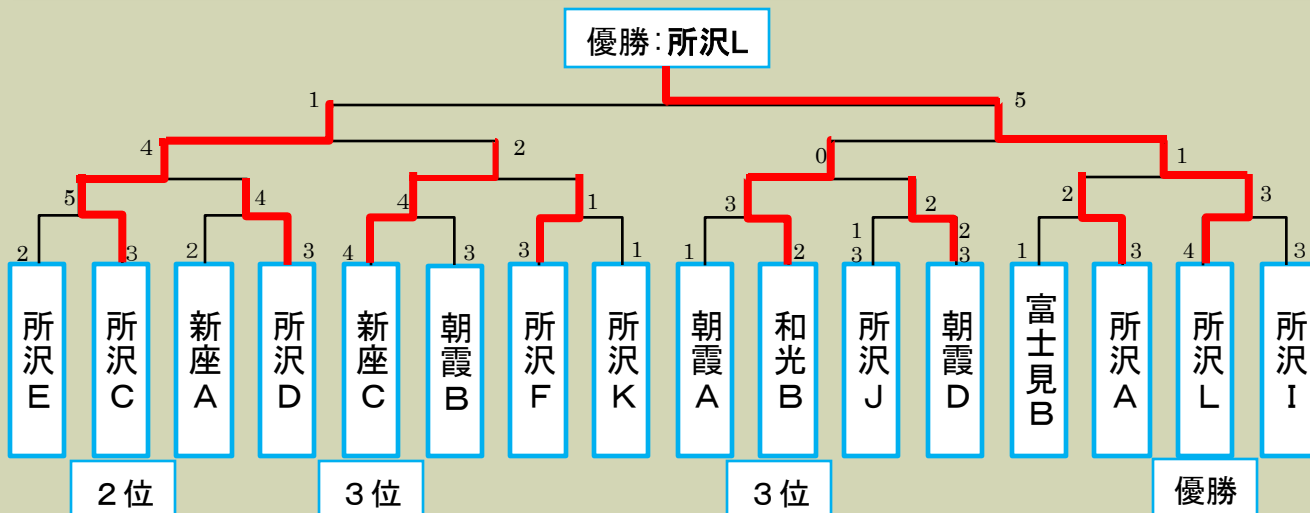 優勝：所沢L
1 5
4 2 0 1
5 4 4 1 3 2 2 3
1 2
2 3 2 3 4 3 3 1 1 2 3 3 1 3 4 3
所沢E
所沢C
新座A
所沢D
新座C
朝霞B
所沢F
所沢K
朝霞A
和光B
所沢J
朝霞D
富士見B
所沢A
所沢L
所沢I
２位
３位
３位
優勝